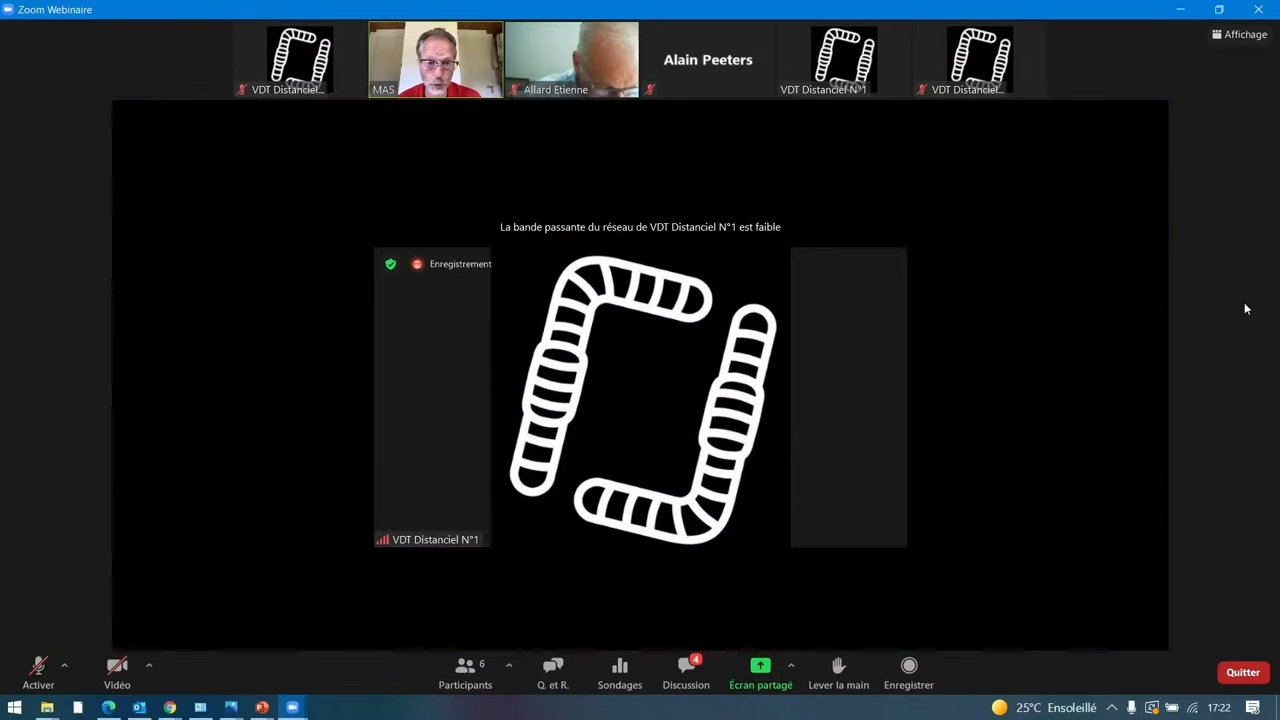 Zoom Webinaire
Affichage
VDT Distanciel...
MAS
Allard Etienne
Alain Peeters
VDT Distanciel N°1
VDT Distanciel...
La bande passante du réseau de VDT Distanciel N°1 est faible
Enregistrement
VDT Distanciel N°1
6
4
Activer
Vidéo
Participants
Q. et R.
Sondages
Discussion
Écran partagé
Lever la main
Enregistrer
Quitter
25°C Ensoleillé
17:22